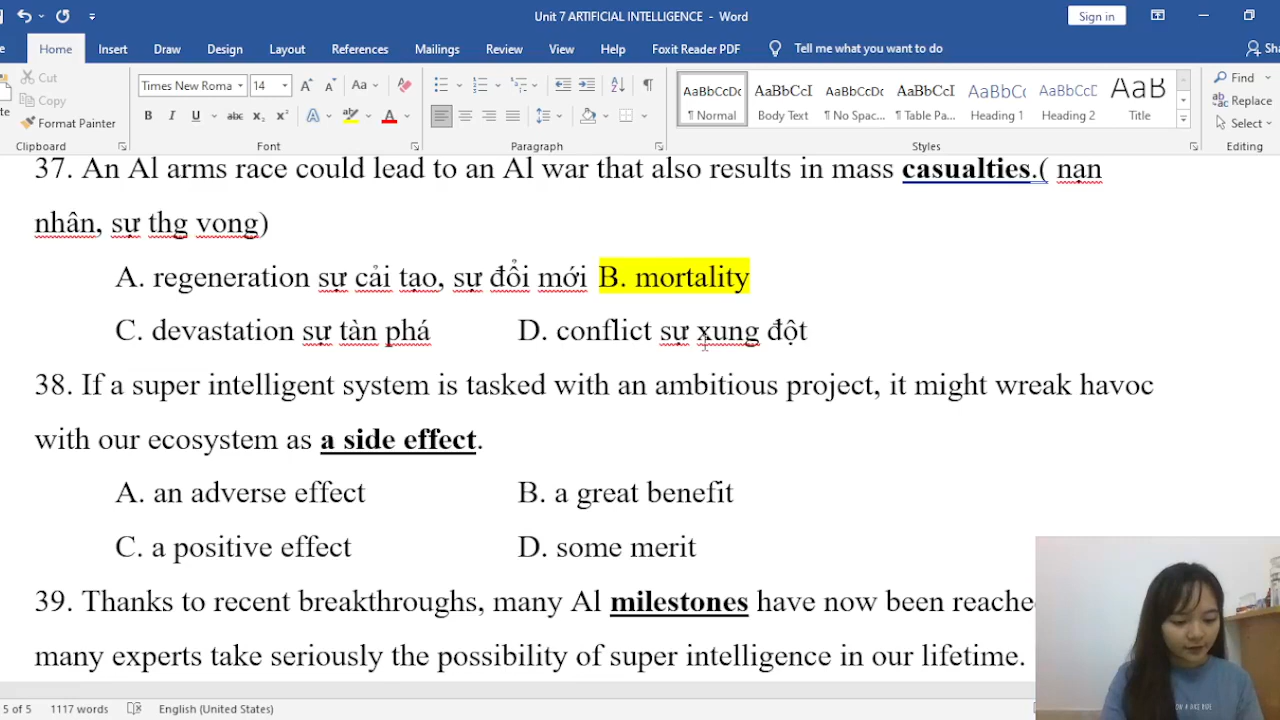 Unit 7 ARTIFICIAL INTELLIGENCE - Word
Sign in
Home Insert Draw Design Layout References Mailings Review View Help Foxit Reader PDF Tell me what you want to do
Cut
Copy
Format Painter
Clipboard
Times New Roma 14
Font
Paragraph
AaBbCcDc AaBbCcI AaBbCcDc AaBbCcI AaBbCc AaBbCcD AaB
¶ Normal Body Text ¶ No Spac... ¶ Table Pa... Heading 1 Heading 2 Title
Styles
Find
Replace
Select
Editing
37. An Al arms race could lead to an Al war that also results in mass casualties.( nạn
nhân, sự thg vong)
A. regeneration sự cải tạo, sự đổi mới B. mortality
C. devastation sự tàn phá D. conflict sự xung đột
38. If a super intelligent system is tasked with an ambitious project, it might wreak havoc
with our ecosystem as a side effect.
A. an adverse effect B. a great benefit
C. a positive effect D. some merit
39. Thanks to recent breakthroughs, many Al milestones have now been reache
many experts take seriously the possibility of super intelligence in our lifetime.
5 of 5 1117 words English (United States)